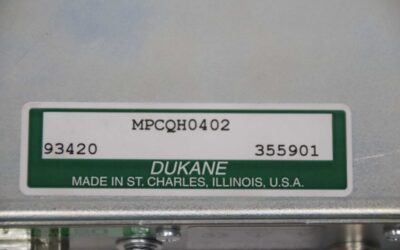 MPCQH0402
93420 355901
DUKANE
MADE IN ST. CHARLES, ILLINOIS, U.S.A.